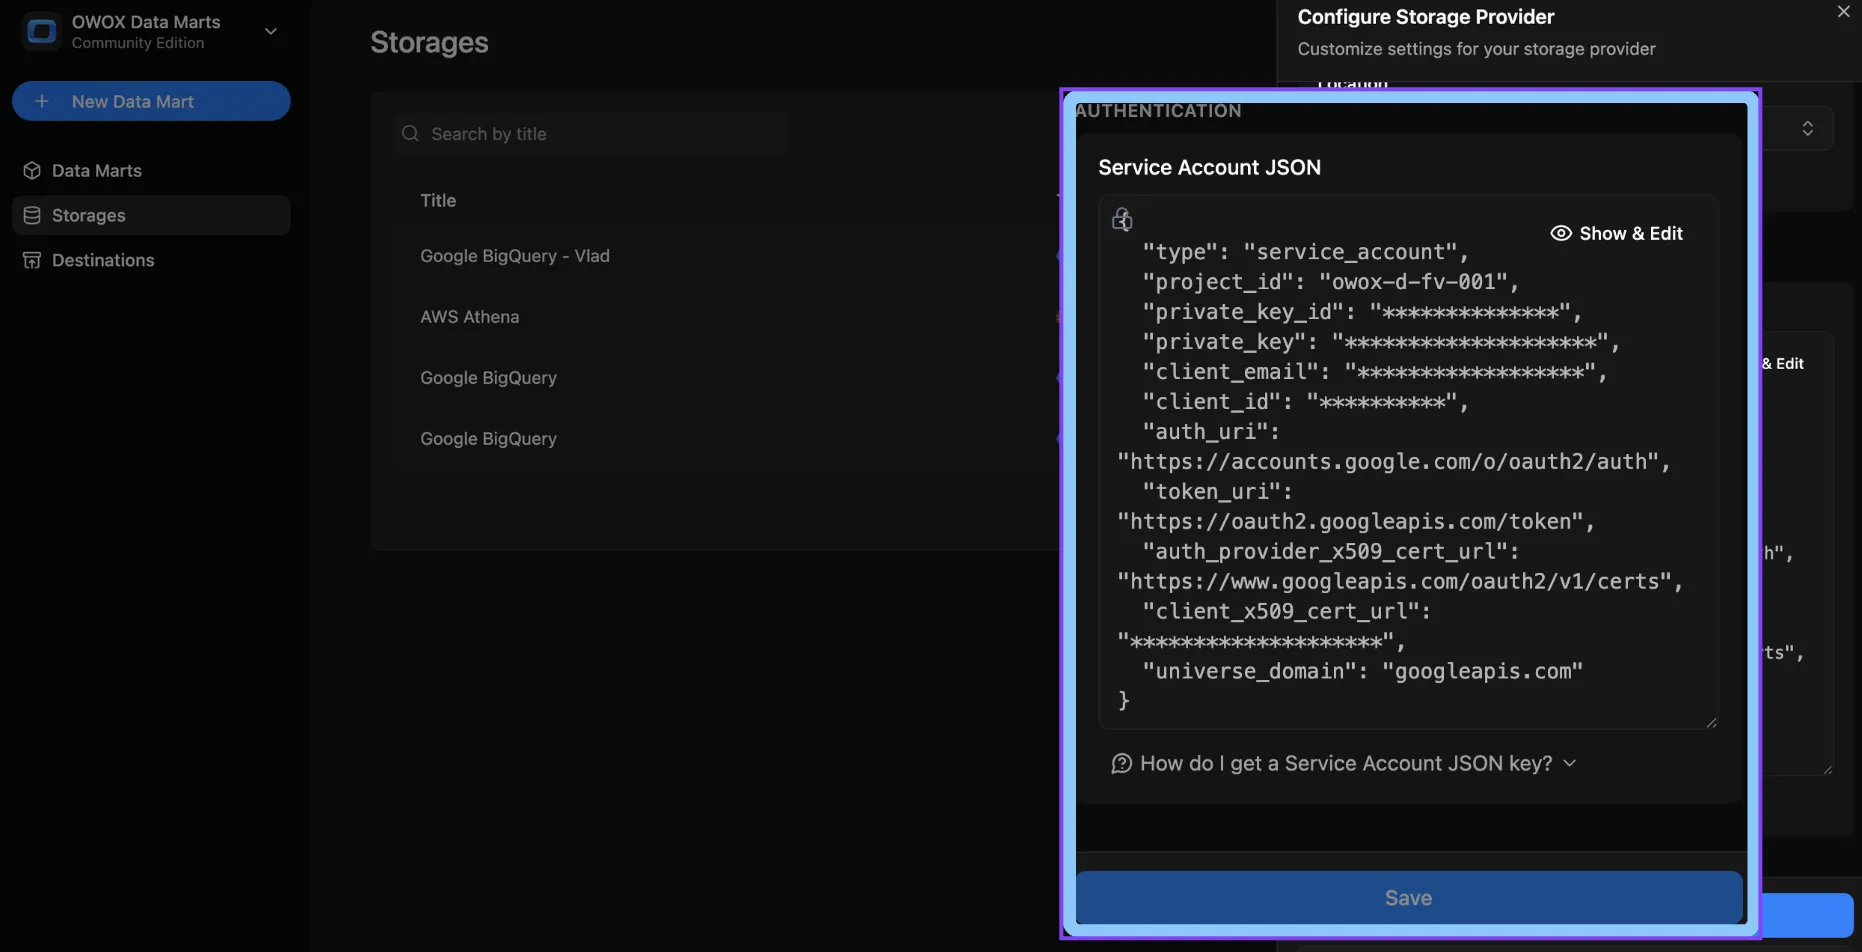 OWOX Data Marts
Community Edition
New Data Mart
Data Marts
Storages
Destinations
Storages
Search by title
Title
Google BigQuery - Vlad
AWS Athena
Google BigQuery
Google BigQuery
Configure Storage Provider
Customize settings for your storage provider
Location
AUTHENTICATION
Service Account JSON
{
Show & Edit
"type": "service_account",
"project_id": "owox-d-fv-001",
"private_key_id": "**************",
"private_key": "********************",
"client_email": "******************",
"client_id": "**********",
"auth_uri":
"https://accounts.google.com/o/oauth2/auth",
"token_uri":
"https://oauth2.googleapis.com/token",
"auth_provider_x509_cert_url":
"https://www.googleapis.com/oauth2/v1/certs",
"client_x509_cert_url":
"********************",
"universe_domain": "googleapis.com"
}
How do I get a Service Account JSON key?
Save
& Edit
h",
ts",